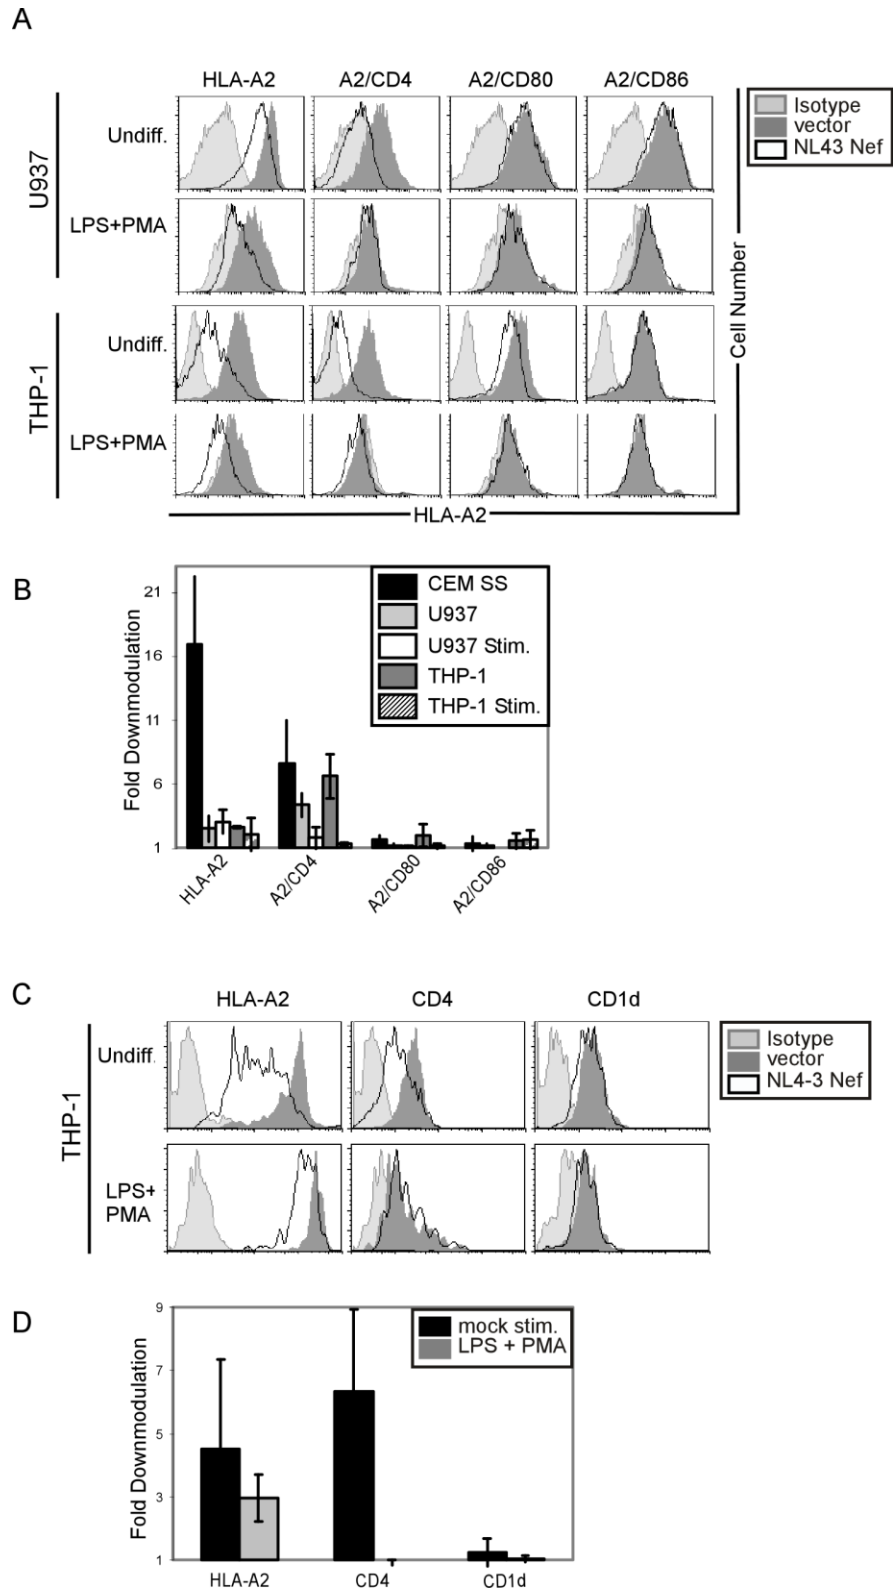 A
HLA-A2 A2/CD4 A2/CD80 A2/CD86
Isotype
vector
NL43 Nef
U937
Undiff.
LPS+PMA
THP-1
Undiff.
LPS+PMA
Cell Number
HLA-A2
B
Fold Downmodulation
21
16
11
6
1
CEM SS
U937
U937 Stim.
THP-1
THP-1 Stim.
HLA-A2 A2/CD4 A2/CD80 A2/CD86
C
HLA-A2 CD4 CD1d
Isotype
vector
NL4-3 Nef
THP-1
Undiff.
LPS+
PMA
D
Fold Downmodulation
9
7
5
3
1
mock stim.
LPS + PMA
HLA-A2 CD4 CD1d